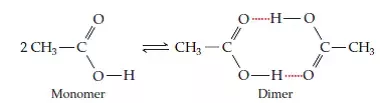 O O H—O
2 CH₃—C ⇌ CH₃—C C—CH₃
O—H O—H O
Monomer Dimer